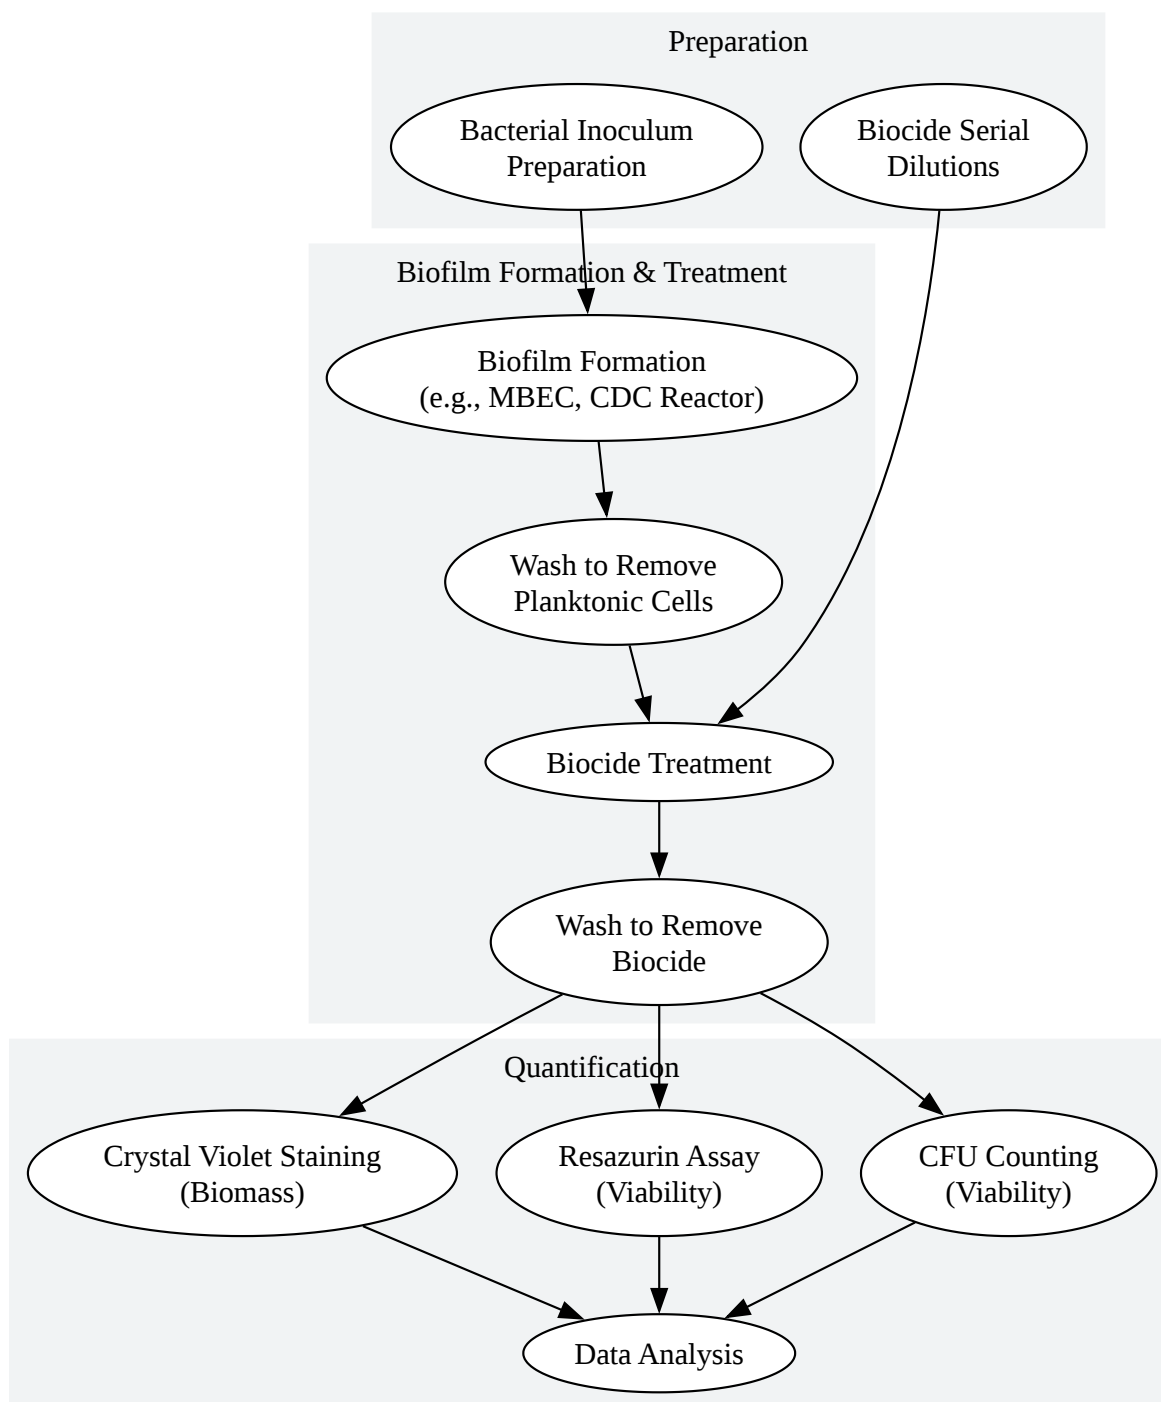 Preparation
Bacterial Inoculum
Preparation
Biocide Serial
Dilutions
Biofilm Formation & Treatment
Biofilm Formation
(e.g., MBEC, CDC Reactor)
Wash to Remove
Planktonic Cells
Biocide Treatment
Wash to Remove
Biocide
Quantification
Crystal Violet Staining
(Biomass)
Resazurin Assay
(Viability)
CFU Counting
(Viability)
Data Analysis